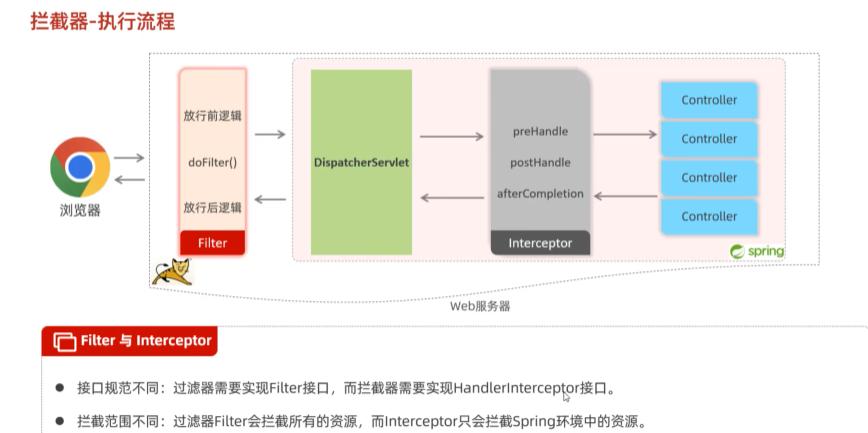 拦截器-执行流程
放行前逻辑
doFilter()
放行后逻辑
Filter
DispatcherServlet
preHandle
postHandle
afterCompletion
Interceptor
Controller
Controller
Controller
Controller
浏览器
spring
Web服务器
Filter 与 Interceptor
● 接口规范不同：过滤器需要实现Filter接口，而拦截器需要实现HandlerInterceptor接口。
● 拦截范围不同：过滤器Filter会拦截所有的资源，而Interceptor只会拦截Spring环境中的资源。